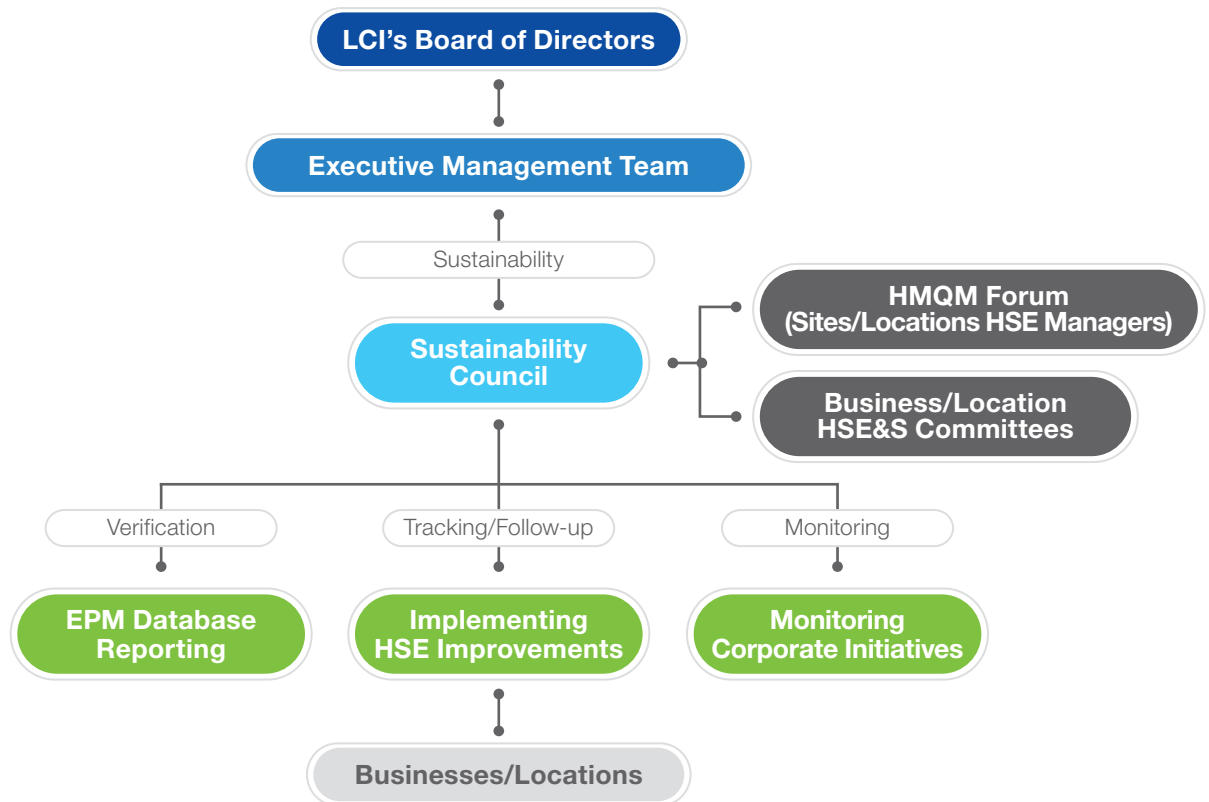 LCI's Board of Directors
Executive Management Team
Sustainability
HMQM Forum
(Sites/Locations HSE Managers)
Sustainability
Council
Business/Location
HSE&S Committees
Verification
Tracking/Follow-up
Monitoring
EPM Database
Reporting
Implementing
HSE Improvements
Monitoring
Corporate Initiatives
Businesses/Locations